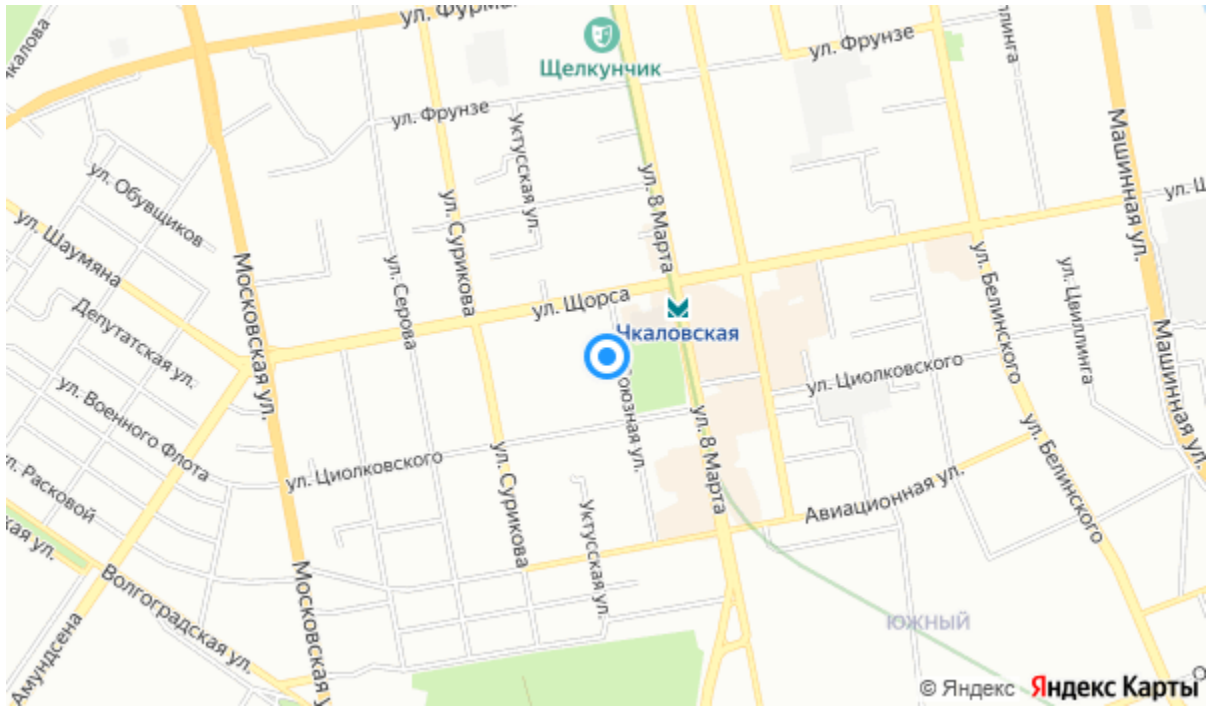 ул. Фурма
ул. Фрунзе
Щелкунчик
ул. Фрунзе
Уктусская ул.
Машинная ул.
ул. Обувщиков
ул. 8 Марта
ул. Сурикова
ул. Шаумяна
Московская ул.
ул. Серова
ул. Щорса
ул. Белинского
ул. Цвиллинга
Депутатская ул.
Чкаловская
Машинная ул.
ул. Циолковского
ул. Военного Флота
ул. 8 Марта
ул. Белинского
ул. Циолковского
ул. Сурикова
ул. Расковой
Авиационная ул.
Уктусская ул.
Волгоградская ул.
Московская у
Амундсена
ЮЖНЫЙ
© Яндекс Яндекс Карты